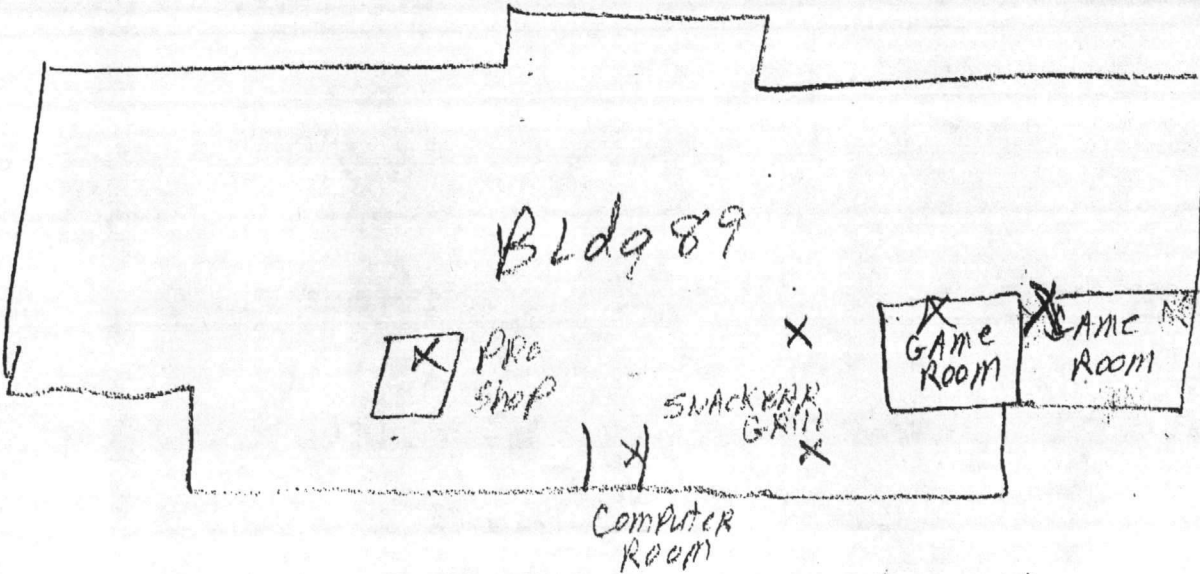 BLdg 89
PRO
Shop
GAMe
ROOM
GAMe
ROOM
SNACKBAR
GRill
COMPUTER
ROOM